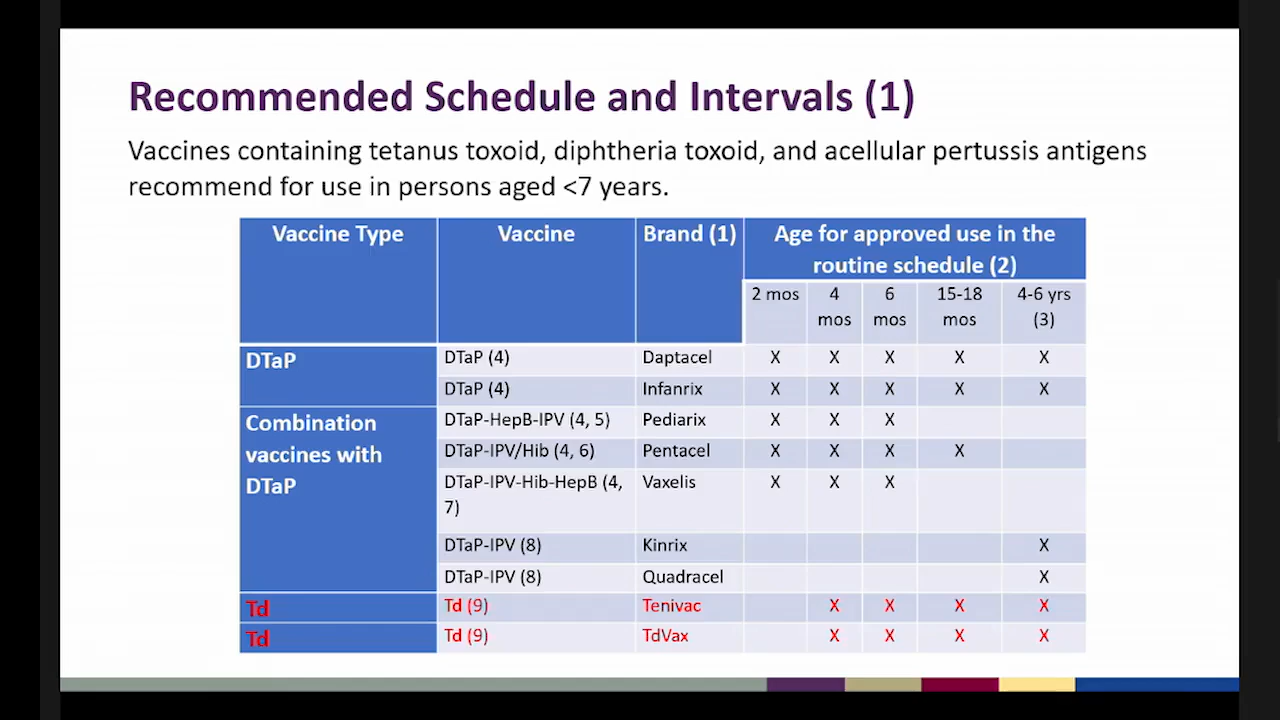 Recommended Schedule and Intervals (1)
Vaccines containing tetanus toxoid, diphtheria toxoid, and acellular pertussis antigens
recommend for use in persons aged <7 years.
Vaccine Type Vaccine Brand (1) Age for approved use in the
routine schedule (2)
2 mos 4 mos 6 mos 15-18 mos 4-6 yrs (3)
DTaP DTaP (4) Daptacel X X X X X
DTaP (4) Infanrix X X X X X
Combination vaccines with DTaP DTaP-HepB-IPV (4, 5) Pediarix X X X
DTaP-IPV/Hib (4, 6) Pentacel X X X X
DTaP-IPV-Hib-HepB (4, 7) Vaxelis X X X
DTaP-IPV (8) Kinrix X
DTaP-IPV (8) Quadracel X
Td Td (9) Tenivac X X X X
Td Td (9) TdVax X X X X